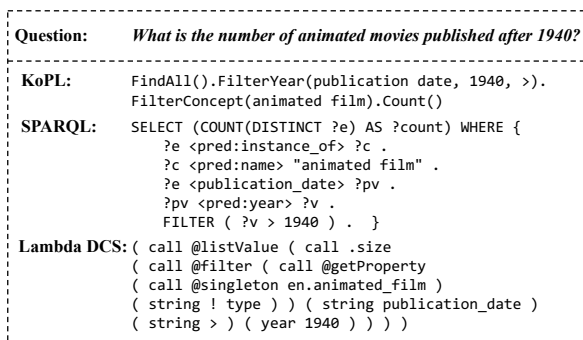 Question: What is the number of animated movies published after 1940?
KoPL: FindAll().FilterYear(publication date, 1940, >).
FilterConcept(animated film).Count()
SPARQL: SELECT (COUNT(DISTINCT ?e) AS ?count) WHERE {
?e <pred:instance_of> ?c .
?c <pred:name> "animated film" .
?e <publication_date> ?pv .
?pv <pred:year> ?v .
FILTER ( ?v > 1940 ) . }
Lambda DCS: ( call @listValue ( call .size
( call @filter ( call @getProperty
( call @singleton en.animated_film )
( string ! type ) ) ( string publication_date )
( string > ) ( year 1940 ) ) ) )